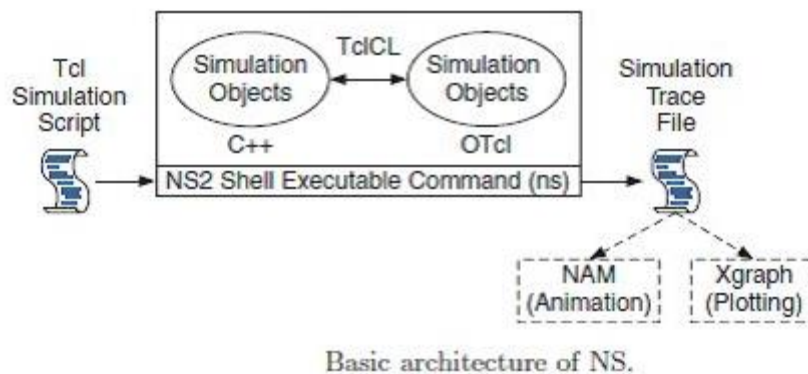 Tcl
Simulation
Script
TclCL
Simulation
Objects
Simulation
Objects
C++
OTcl
NS2 Shell Executable Command (ns)
Simulation
Trace
File
NAM
(Animation)
Xgraph
(Plotting)
Basic architecture of NS.